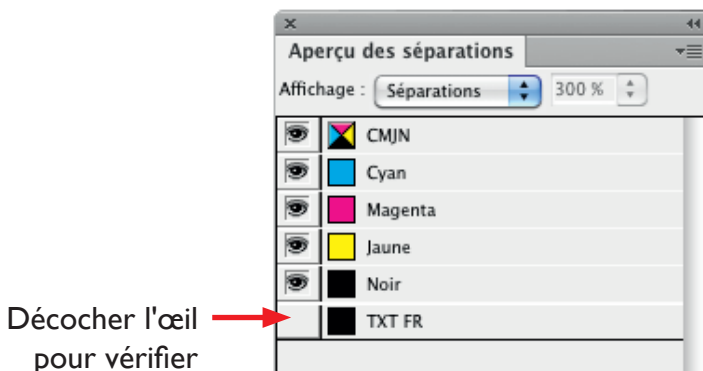 Aperçu des séparations
Affichage : Séparations 300 %
CMJN
Cyan
Magenta
Jaune
Noir
TXT FR
Décocher l'œil
pour vérifier